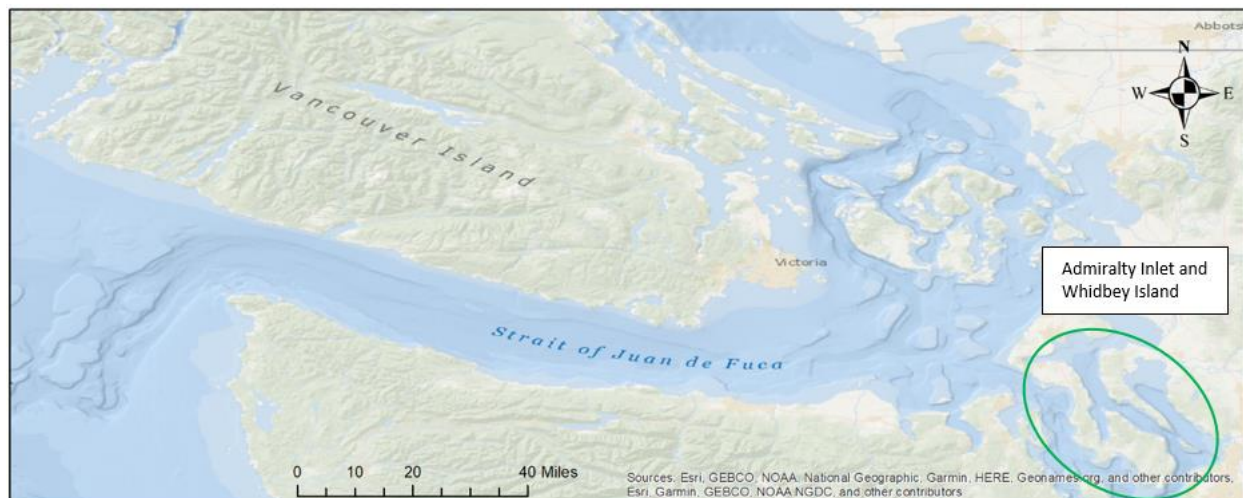 Abbots
N
W E
S
Vancouver Island
Admiralty Inlet and
Whidbey Island
Victoria
Strait of Juan de Fuca
0 10 20 40 Miles
Sources: Esri, GEBCO, NOAA, National Geographic, Garmin, HERE, Geonames.org, and other contributors,
Esri, Garmin, GEBCO, NOAA NGDC, and other contributors